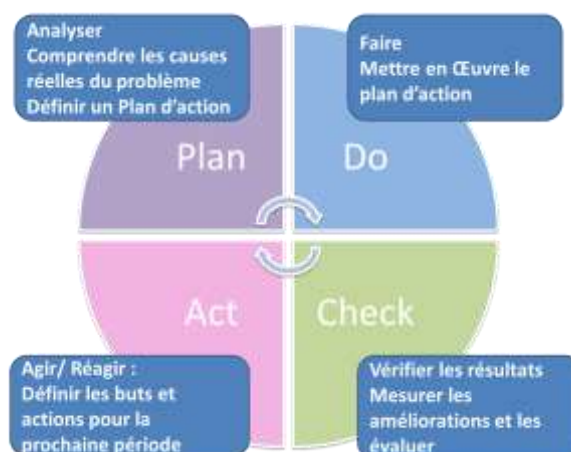 Analyser
Comprendre les causes
réelles du problème
Définir un Plan d'action
Faire
Mettre en Œuvre le
plan d'action
Plan
Do
Act
Check
Agir/ Réagir :
Définir les buts et
actions pour la
prochaine période
Vérifier les résultats
Mesurer les
améliorations et les
évaluer